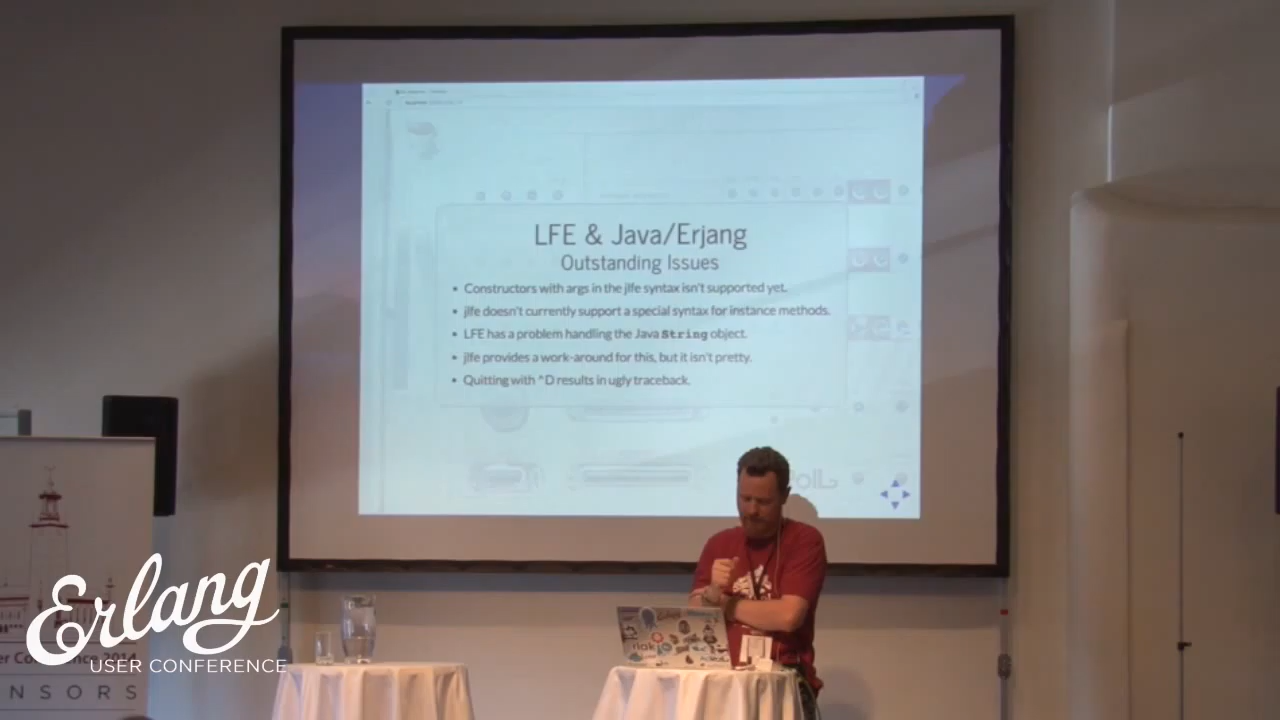 LFE & Java/Erjang
Outstanding Issues
• Constructors with args in the jlfe syntax isn't supported yet.
• jlfe doesn't currently support a special syntax for instance methods.
• LFE has a problem handling the Java String object.
• jlfe provides a work-around for this, but it isn't pretty.
• Quitting with ^D results in ugly traceback.
riak
Erlang
USER CONFERENCE
2014
NSORS